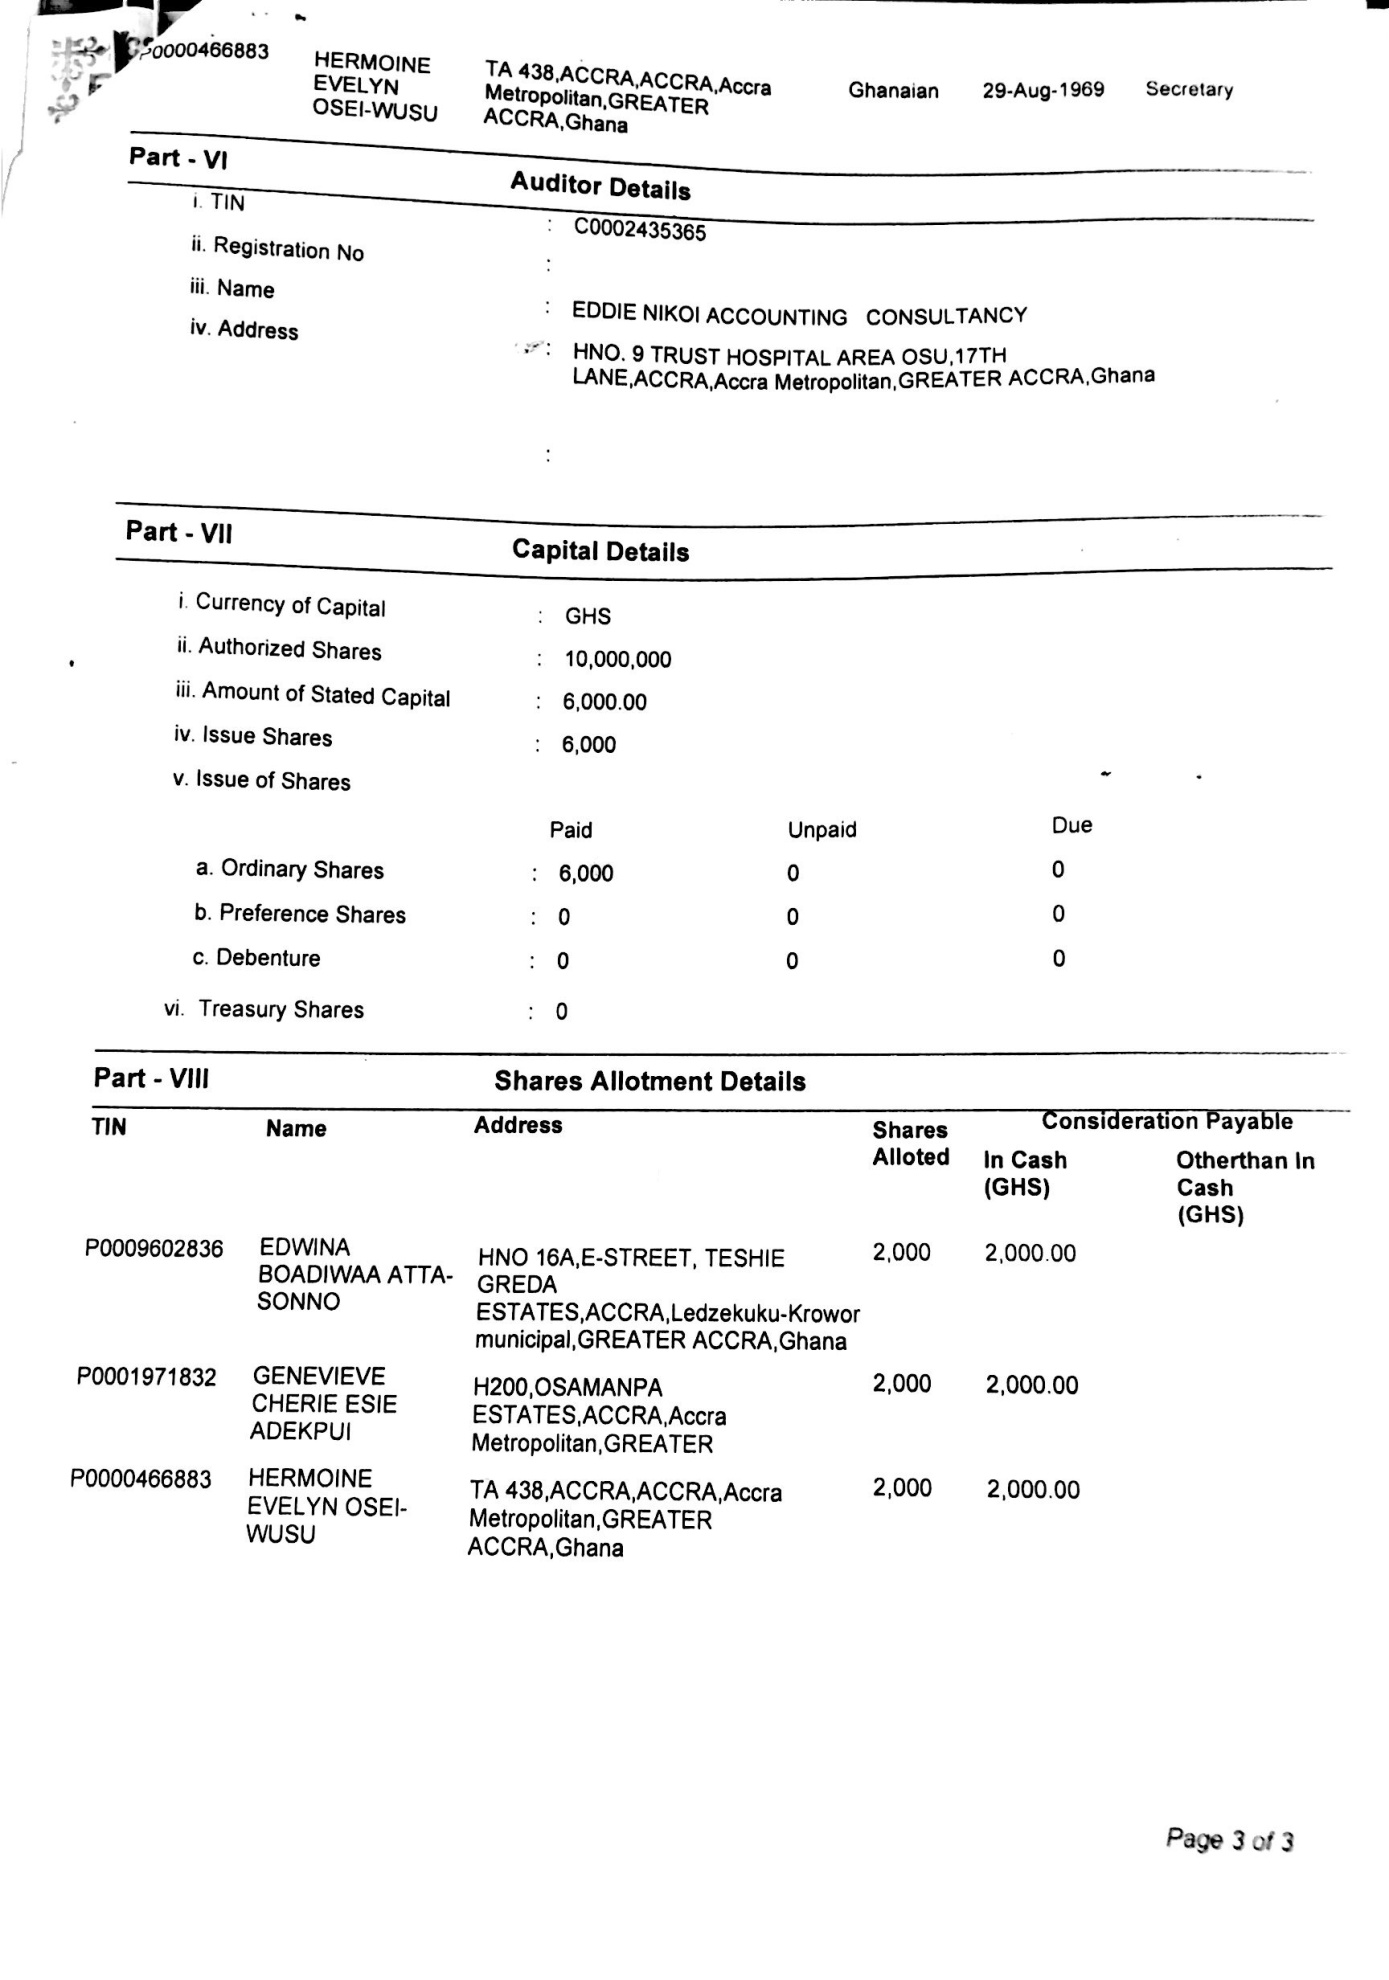 P0000466883 HERMOINE TA 438,ACCRA,ACCRA,Accra Ghanaian 29-Aug-1969 Secretary
EVELYN Metropolitan,GREATER
OSEI-WUSU ACCRA,Ghana
Part - VI Auditor Details
i. TIN : C0002435365
ii. Registration No :
iii. Name : EDDIE NIKOI ACCOUNTING CONSULTANCY
iv. Address : HNO. 9 TRUST HOSPITAL AREA OSU,17TH
LANE,ACCRA,Accra Metropolitan,GREATER ACCRA,Ghana
:
Part - VII Capital Details
i. Currency of Capital : GHS
ii. Authorized Shares : 10,000,000
iii. Amount of Stated Capital : 6,000.00
iv. Issue Shares : 6,000
v. Issue of Shares
Paid Unpaid Due
a. Ordinary Shares : 6,000 0 0
b. Preference Shares : 0 0 0
c. Debenture : 0 0 0
vi. Treasury Shares : 0
Part - VIII Shares Allotment Details
TIN Name Address Shares Consideration Payable
Alloted In Cash Otherthan In
(GHS) Cash
(GHS)
P0009602836 EDWINA HNO 16A,E-STREET, TESHIE 2,000 2,000.00
BOADIWAA ATTA- GREDA
SONNO ESTATES,ACCRA,Ledzekuku-Krowor
municipal,GREATER ACCRA,Ghana
P0001971832 GENEVIEVE H200,OSAMANPA 2,000 2,000.00
CHERIE ESIE ESTATES,ACCRA,Accra
ADEKPUI Metropolitan,GREATER
P0000466883 HERMOINE TA 438,ACCRA,ACCRA,Accra 2,000 2,000.00
EVELYN OSEI- Metropolitan,GREATER
WUSU ACCRA,Ghana
Page 3 of 3